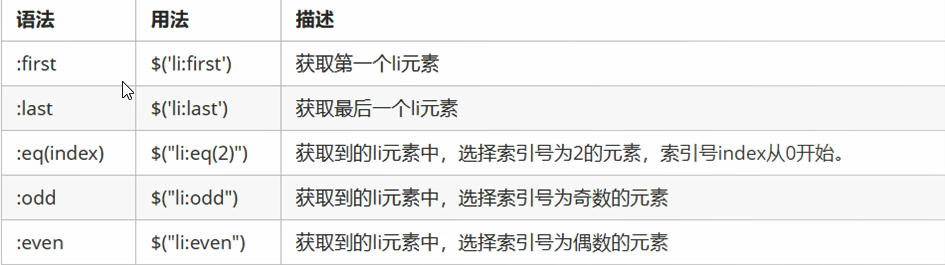 语法 用法 描述
:first $('li:first') 获取第一个li元素
:last $('li:last') 获取最后一个li元素
:eq(index) $("li:eq(2)") 获取到的li元素中，选择索引号为2的元素，索引号index从0开始。
:odd $("li:odd") 获取到的li元素中，选择索引号为奇数的元素
:even $("li:even") 获取到的li元素中，选择索引号为偶数的元素